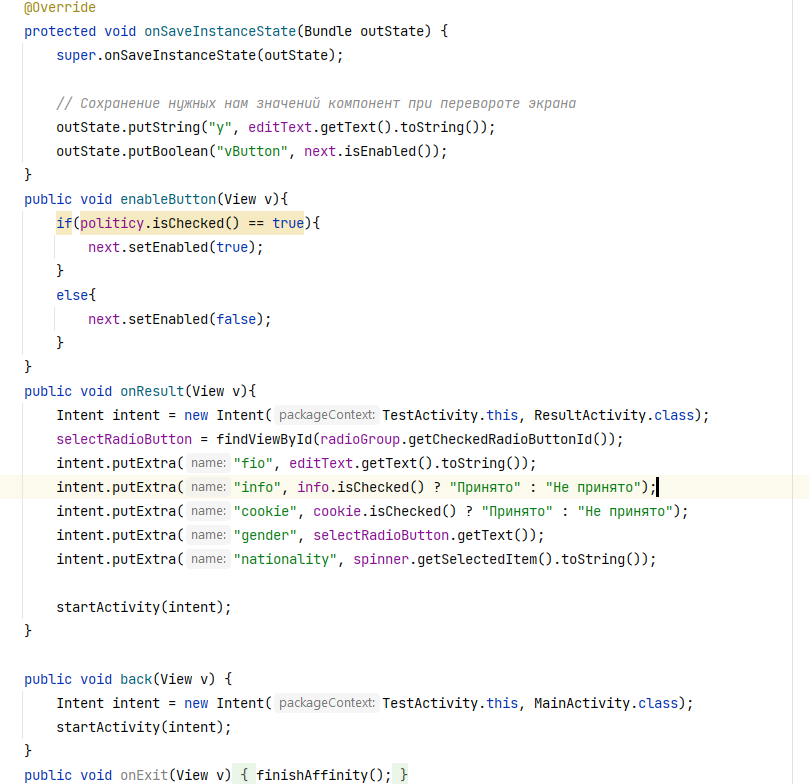 @Override
protected void onSaveInstanceState(Bundle outState) {
    super.onSaveInstanceState(outState);

    // Сохранение нужных нам значений компонент при перевороте экрана
    outState.putString("y", editText.getText().toString());
    outState.putBoolean("vButton", next.isEnabled());
}
public void enableButton(View v){
    if(politicy.isChecked() == true){
        next.setEnabled(true);
    }
    else{
        next.setEnabled(false);
    }
}
public void onResult(View v){
    Intent intent = new Intent( packageContext: TestActivity.this, ResultActivity.class);
    selectRadioButton = findViewById(radioGroup.getCheckedRadioButtonId());
    intent.putExtra( name: "fio", editText.getText().toString());
    intent.putExtra( name: "info", info.isChecked() ? "Принято" : "Не принято");
    intent.putExtra( name: "cookie", cookie.isChecked() ? "Принято" : "Не принято");
    intent.putExtra( name: "gender", selectRadioButton.getText());
    intent.putExtra( name: "nationality", spinner.getSelectedItem().toString());

    startActivity(intent);
}

public void back(View v) {
    Intent intent = new Intent( packageContext: TestActivity.this, MainActivity.class);
    startActivity(intent);
}
public void onExit(View v) { finishAffinity(); }